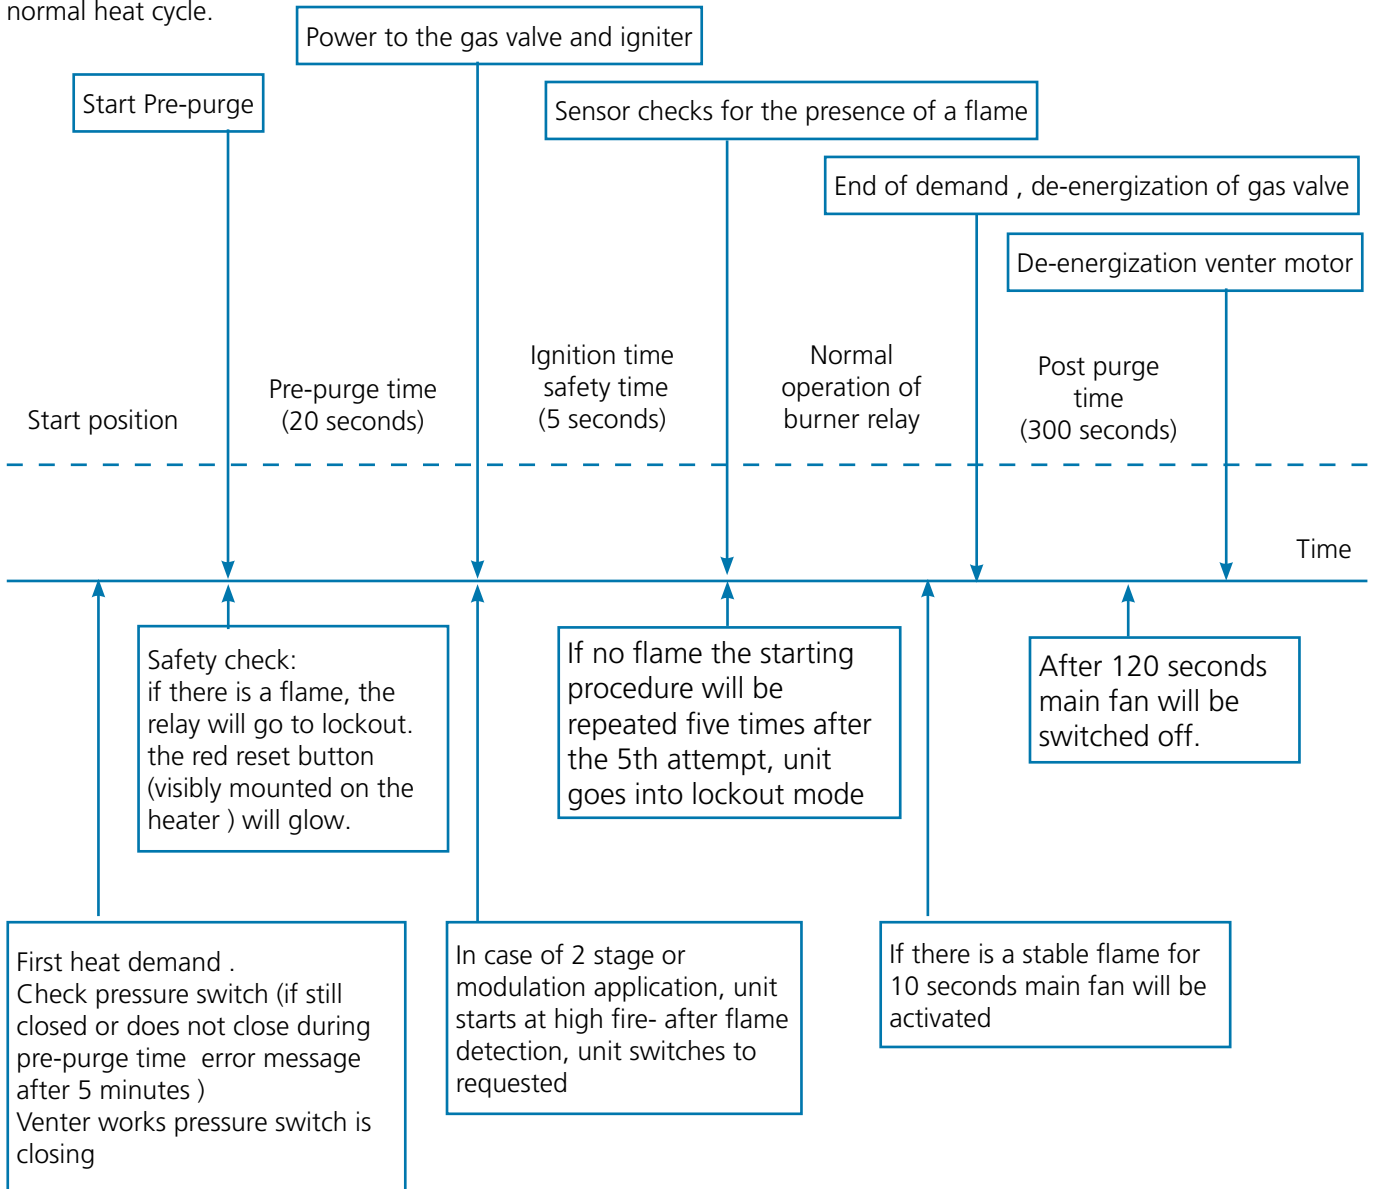 normal heat cycle.
Power to the gas valve and igniter
Start Pre-purge
Sensor checks for the presence of a flame
End of demand , de-energization of gas valve
De-energization venter motor
Start position
Pre-purge time
(20 seconds)
Ignition time
safety time
(5 seconds)
Normal
operation of
burner relay
Post purge
time
(300 seconds)
Time
Safety check:
if there is a flame, the
relay will go to lockout.
the red reset button
(visibly mounted on the
heater ) will glow.
If no flame the starting
procedure will be
repeated five times after
the 5th attempt, unit
goes into lockout mode
After 120 seconds
main fan will be
switched off.
First heat demand .
Check pressure switch (if still
closed or does not close during
pre-purge time  error message
after 5 minutes )
Venter works pressure switch is
closing
In case of 2 stage or
modulation application, unit
starts at high fire- after flame
detection, unit switches to
requested
If there is a stable flame for
10 seconds main fan will be
activated